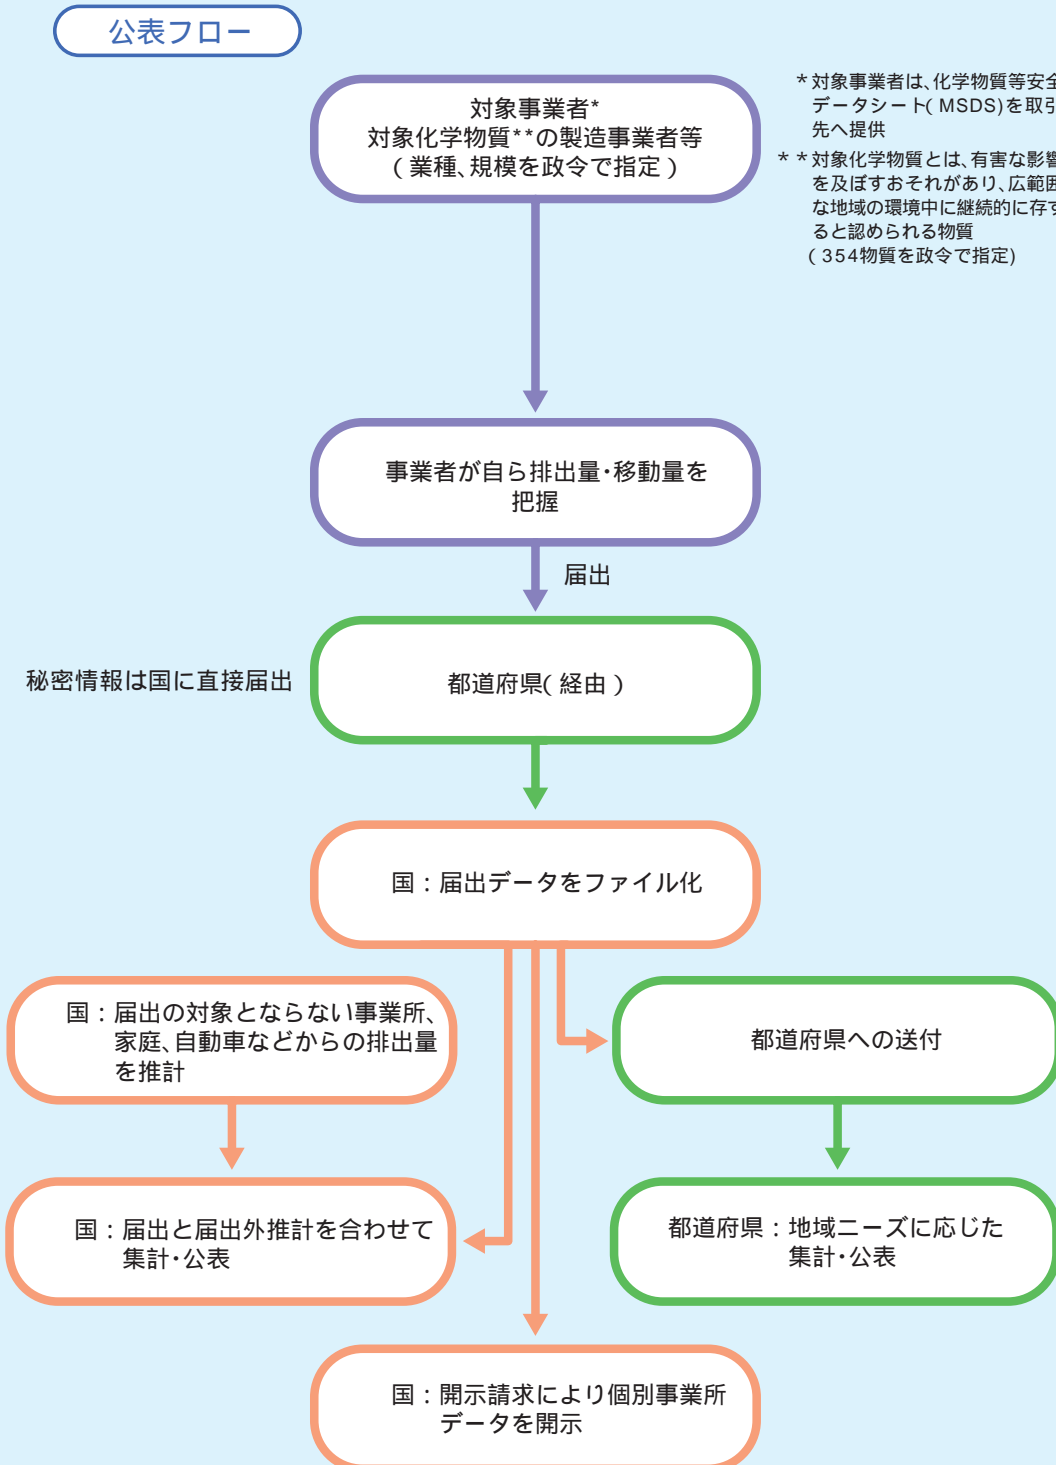 公表フロー
対象事業者*
対象化学物質**の製造事業者等
(業種、規模を政令で指定)
*対象事業者は、化学物質等安全
データシート(MSDS)を取引
先へ提供
**対象化学物質とは、有害な影響
を及ぼすおそれがあり、広範囲
な地域の環境中に継続的に存す
ると認められる物質
(354物質を政令で指定)
事業者が自ら排出量・移動量を
把握
届出
秘密情報は国に直接届出
都道府県(経由)
国:届出データをファイル化
国:届出の対象とならない事業所、
家庭、自動車などからの排出量
を推計
都道府県への送付
国:届出と届出外推計を合わせて
集計・公表
都道府県:地域ニーズに応じた
集計・公表
国:開示請求により個別事業所
データを開示